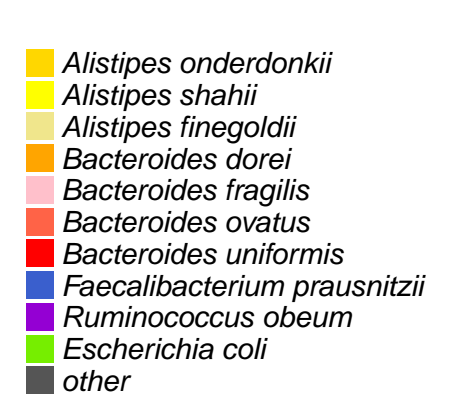 Alistipes onderdonkii
Alistipes shahii
Alistipes finegoldii
Bacteroides dorei
Bacteroides fragilis
Bacteroides ovatus
Bacteroides uniformis
Faecalibacterium prausnitzii
Ruminococcus obeum
Escherichia coli
other